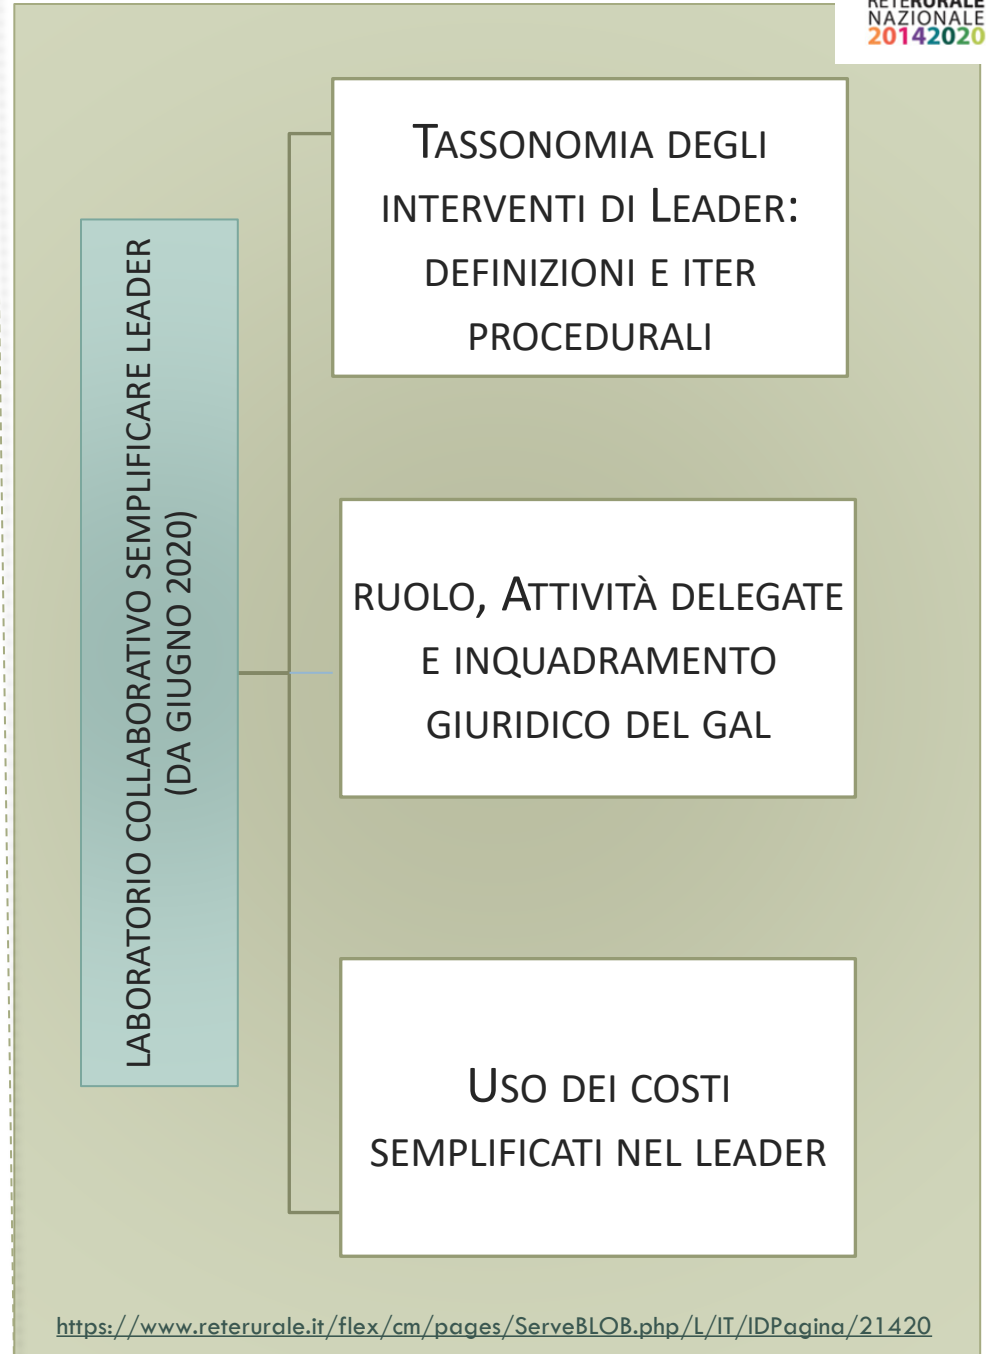 RETERURALE
NAZIONALE
20142020
TASSONOMIA DEGLI
INTERVENTI DI LEADER:
DEFINIZIONI E ITER
PROCEDURALI
LABORATORIO COLLABORATIVO SEMPLIFICARE LEADER
(DA GIUGNO 2020)
RUOLO, ATTIVITÀ DELEGATE
E INQUADRAMENTO
GIURIDICO DEL GAL
USO DEI COSTI
SEMPLIFICATI NEL LEADER
https://www.reterurale.it/flex/cm/pages/ServeBLOB.php/L/IT/IDPagina/21420